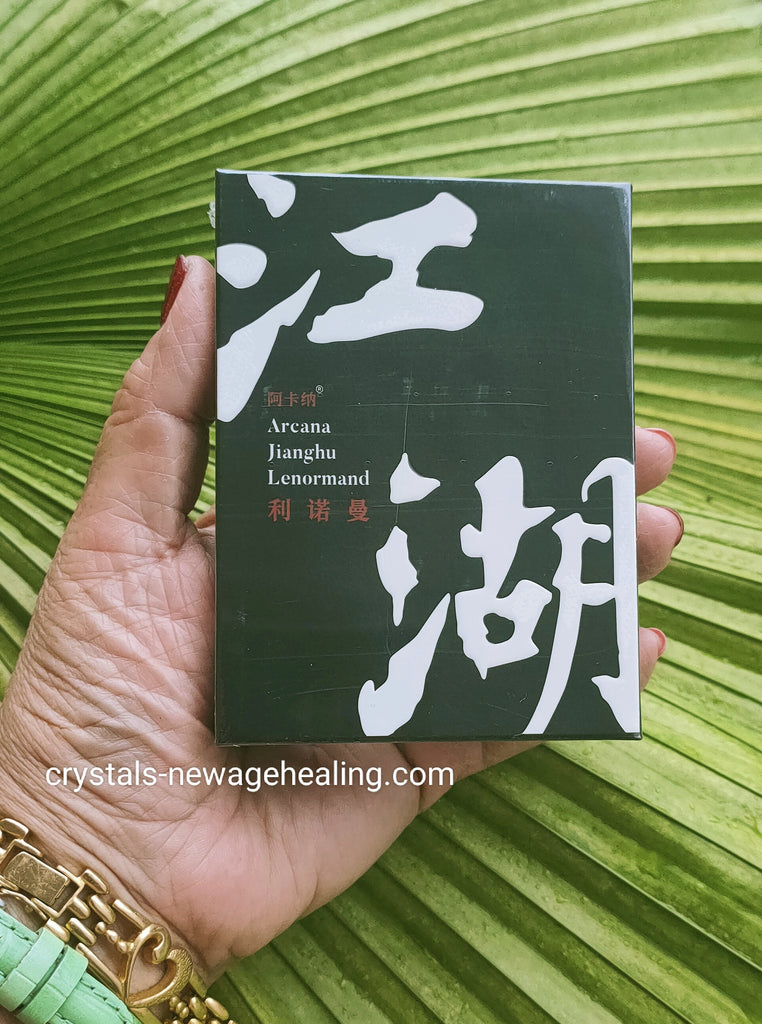 江
阿卡纳®
Arcana
Jianghu
Lenormand
利诺曼
湖
crystals-newagehealing.com